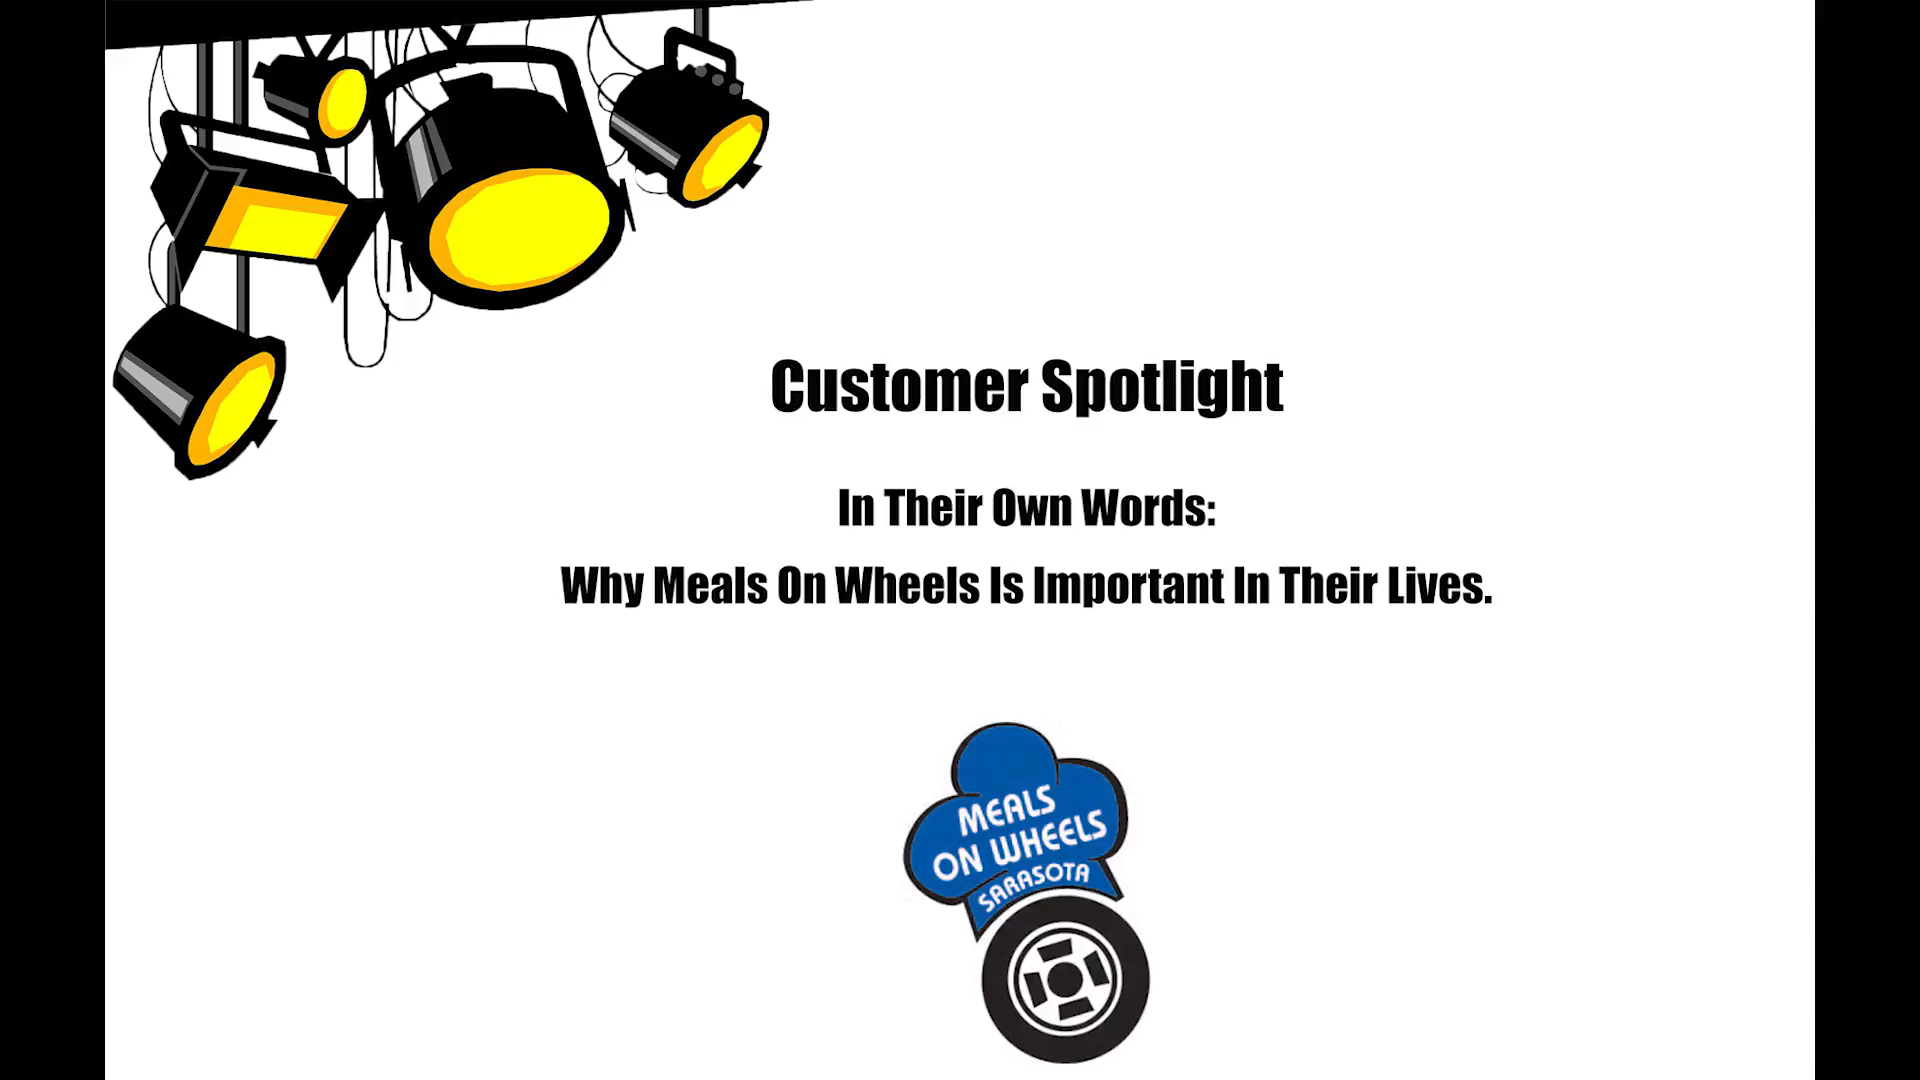 Customer Spotlight
In Their Own Words:
Why Meals On Wheels Is Important In Their Lives.
MEALS
ON WHEELS
SARASOTA